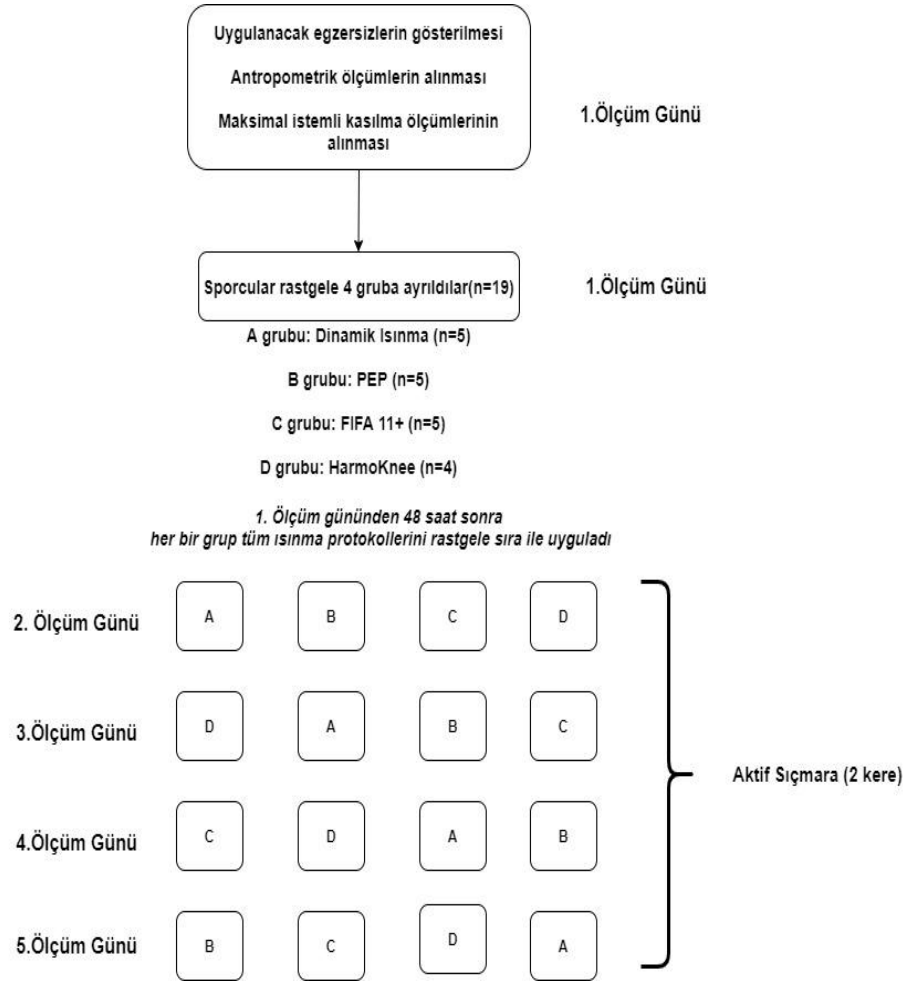 Uygulanacak egzersizlerin gösterilmesi
Antropometrik ölçümlerin alınması
Maksimal istemli kasılma ölçümlerinin
alınması
1.Ölçüm Günü
Sporcular rastgele 4 gruba ayrıldılar(n=19)
1.Ölçüm Günü
A grubu: Dinamik Isınma (n=5)
B grubu: PEP (n=5)
C grubu: FIFA 11+ (n=5)
D grubu: HarmoKnee (n=4)
1. Ölçüm gününden 48 saat sonra
her bir grup tüm ısınma protokollerini rastgele sıra ile uyguladı
2. Ölçüm Günü A B C D
3.Ölçüm Günü D A B C
Aktif Sıçmara (2 kere)
4.Ölçüm Günü C D A B
5.Ölçüm Günü B C D A